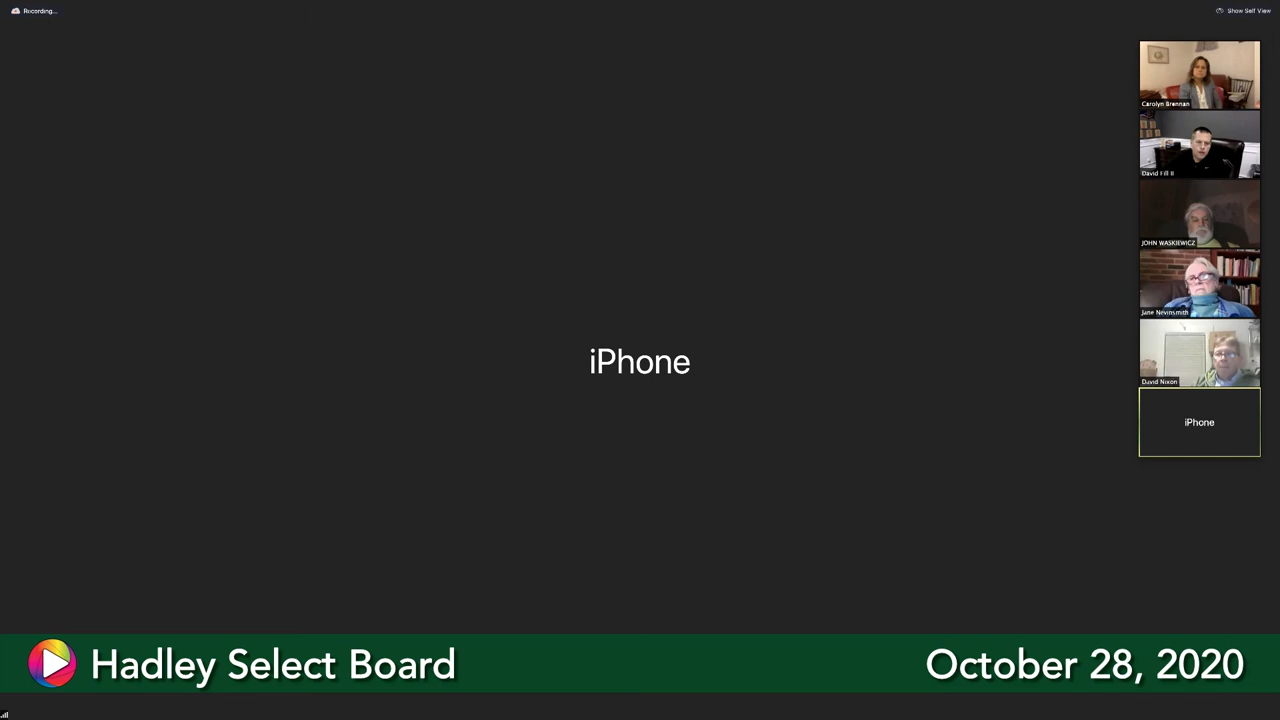 Recording...
Show Self View
Carolyn Brennan
David Fill II
JOHN WASKIEWICZ
Jane Nevinsmith
David Nixon
iPhone
iPhone
Hadley Select Board
October 28, 2020